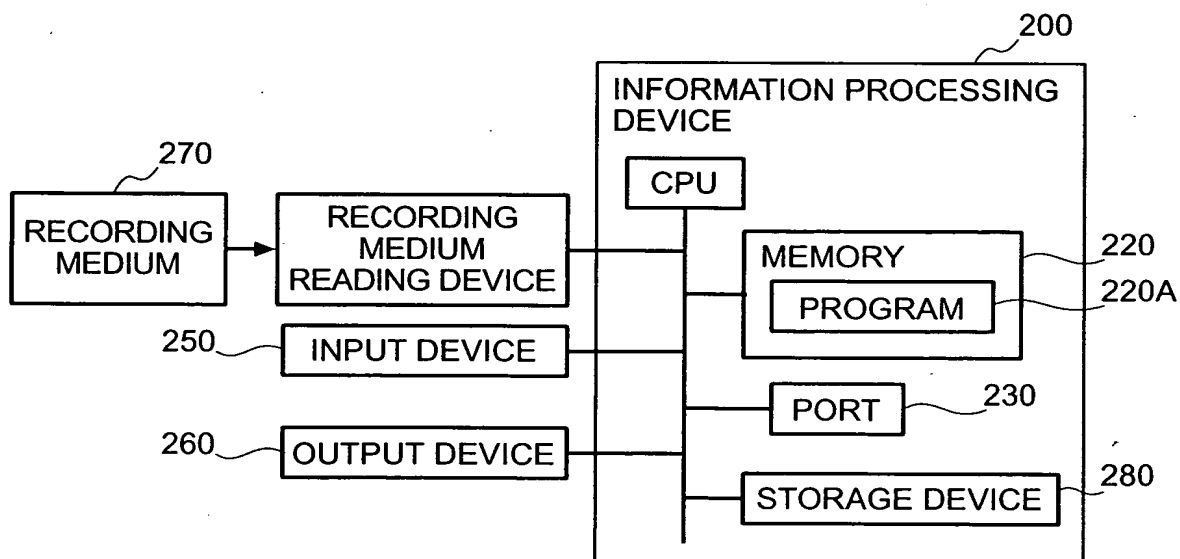 200
INFORMATION PROCESSING
DEVICE
270
CPU
RECORDING
MEDIUM
RECORDING
MEDIUM
READING DEVICE
MEMORY
220
PROGRAM
220A
250
INPUT DEVICE
PORT
230
260
OUTPUT DEVICE
STORAGE DEVICE
280